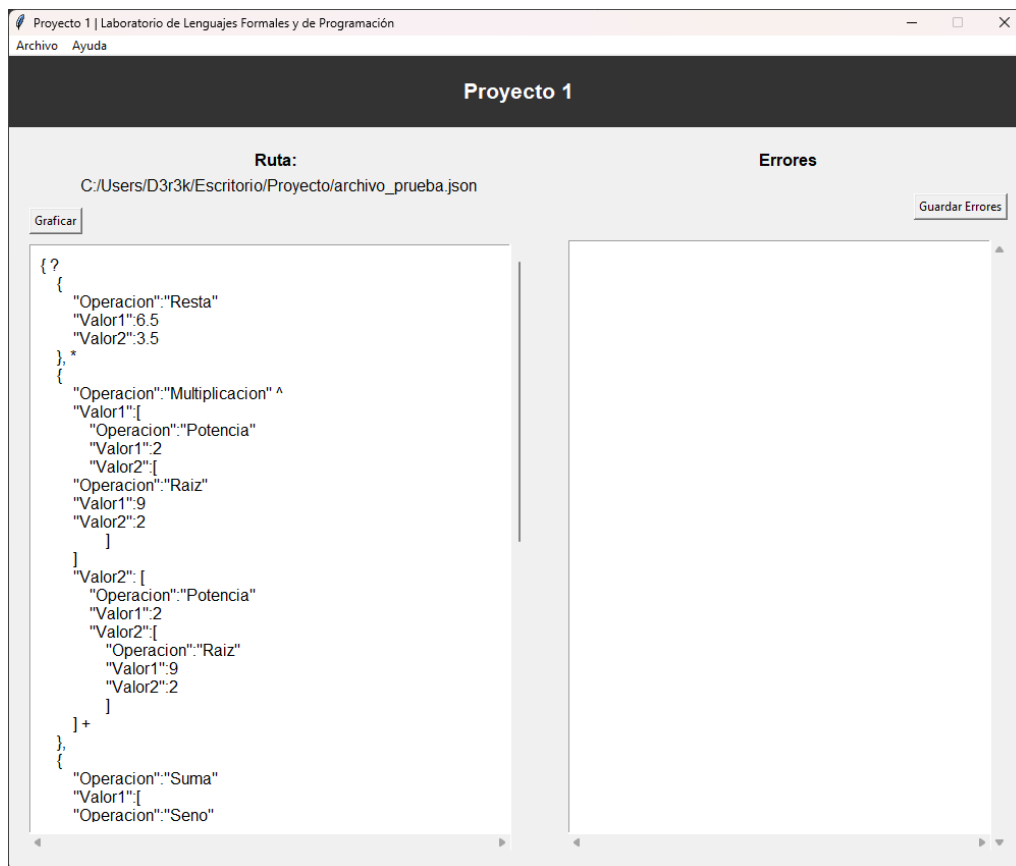 Proyecto 1 | Laboratorio de Lenguajes Formales y de Programación
Archivo Ayuda
Proyecto 1
Ruta:
C:/Users/D3r3k/Escritorio/Proyecto/archivo_prueba.json
Graficar
{ ?
    {
        "Operacion":"Resta"
        "Valor1":6.5
        "Valor2":3.5
    }, *
    {
        "Operacion":"Multiplicacion" ^
        "Valor1":[
            "Operacion":"Potencia"
            "Valor1":2
            "Valor2":[
        "Operacion":"Raiz"
        "Valor1":9
        "Valor2":2
                ]
        ]
        "Valor2": [
            "Operacion":"Potencia"
            "Valor1":2
            "Valor2":[
                "Operacion":"Raiz"
                "Valor1":9
                "Valor2":2
                ]
        ] +
    },
    {
        "Operacion":"Suma"
        "Valor1":[
        "Operacion":"Seno"
Errores
Guardar Errores